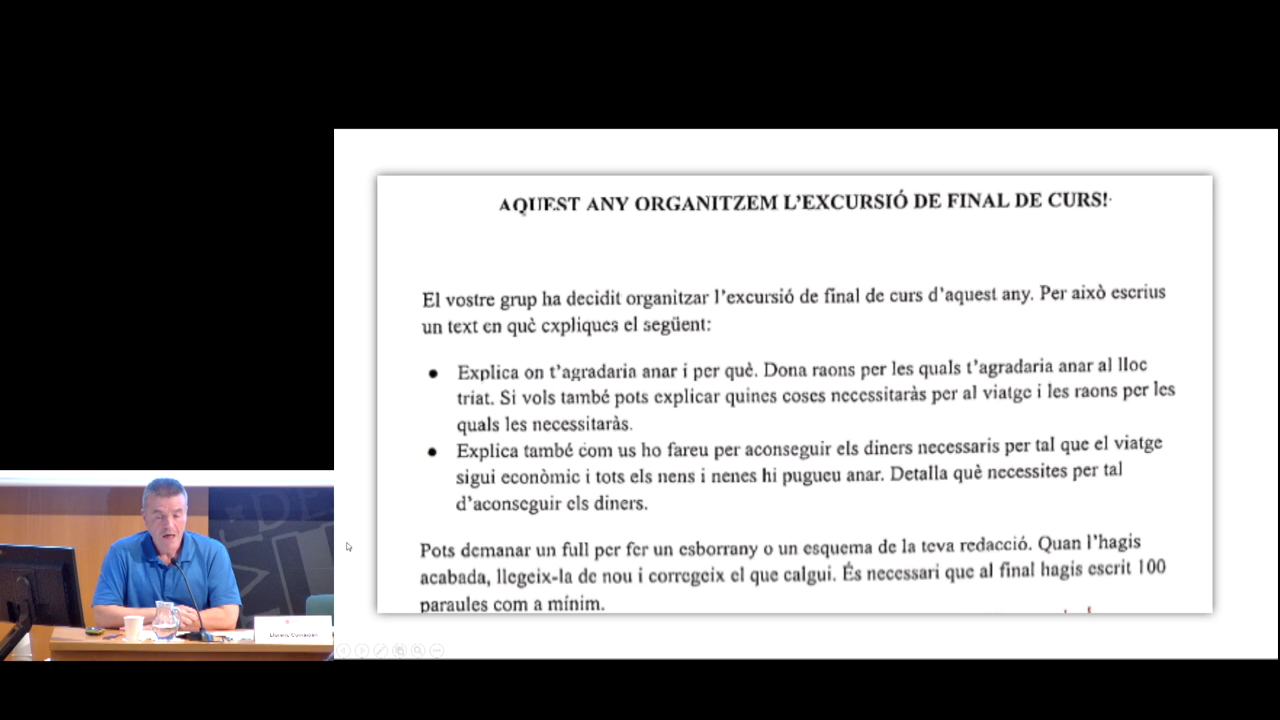 AQUEST ANY ORGANITZEM L'EXCURSIÓ DE FINAL DE CURS!
El vostre grup ha decidit organitzar l'excursió de final de curs d'aquest any. Per això escrius
un text en què expliques el següent:
● Explica on t'agradaria anar i per què. Dona raons per les quals t'agradaria anar al lloc
triat. Si vols també pots explicar quines coses necessitaràs per al viatge i les raons per les
quals les necessitaràs.
● Explica també com us ho fareu per aconseguir els diners necessaris per tal que el viatge
sigui econòmic i tots els nens i nenes hi pugueu anar. Detalla què necessites per tal
d'aconseguir els diners.
Pots demanar un full per fer un esborrany o un esquema de la teva redacció. Quan l'hagis
acabada, llegeix-la de nou i corregeix el que calgui. És necessari que al final hagis escrit 100
paraules com a mínim.